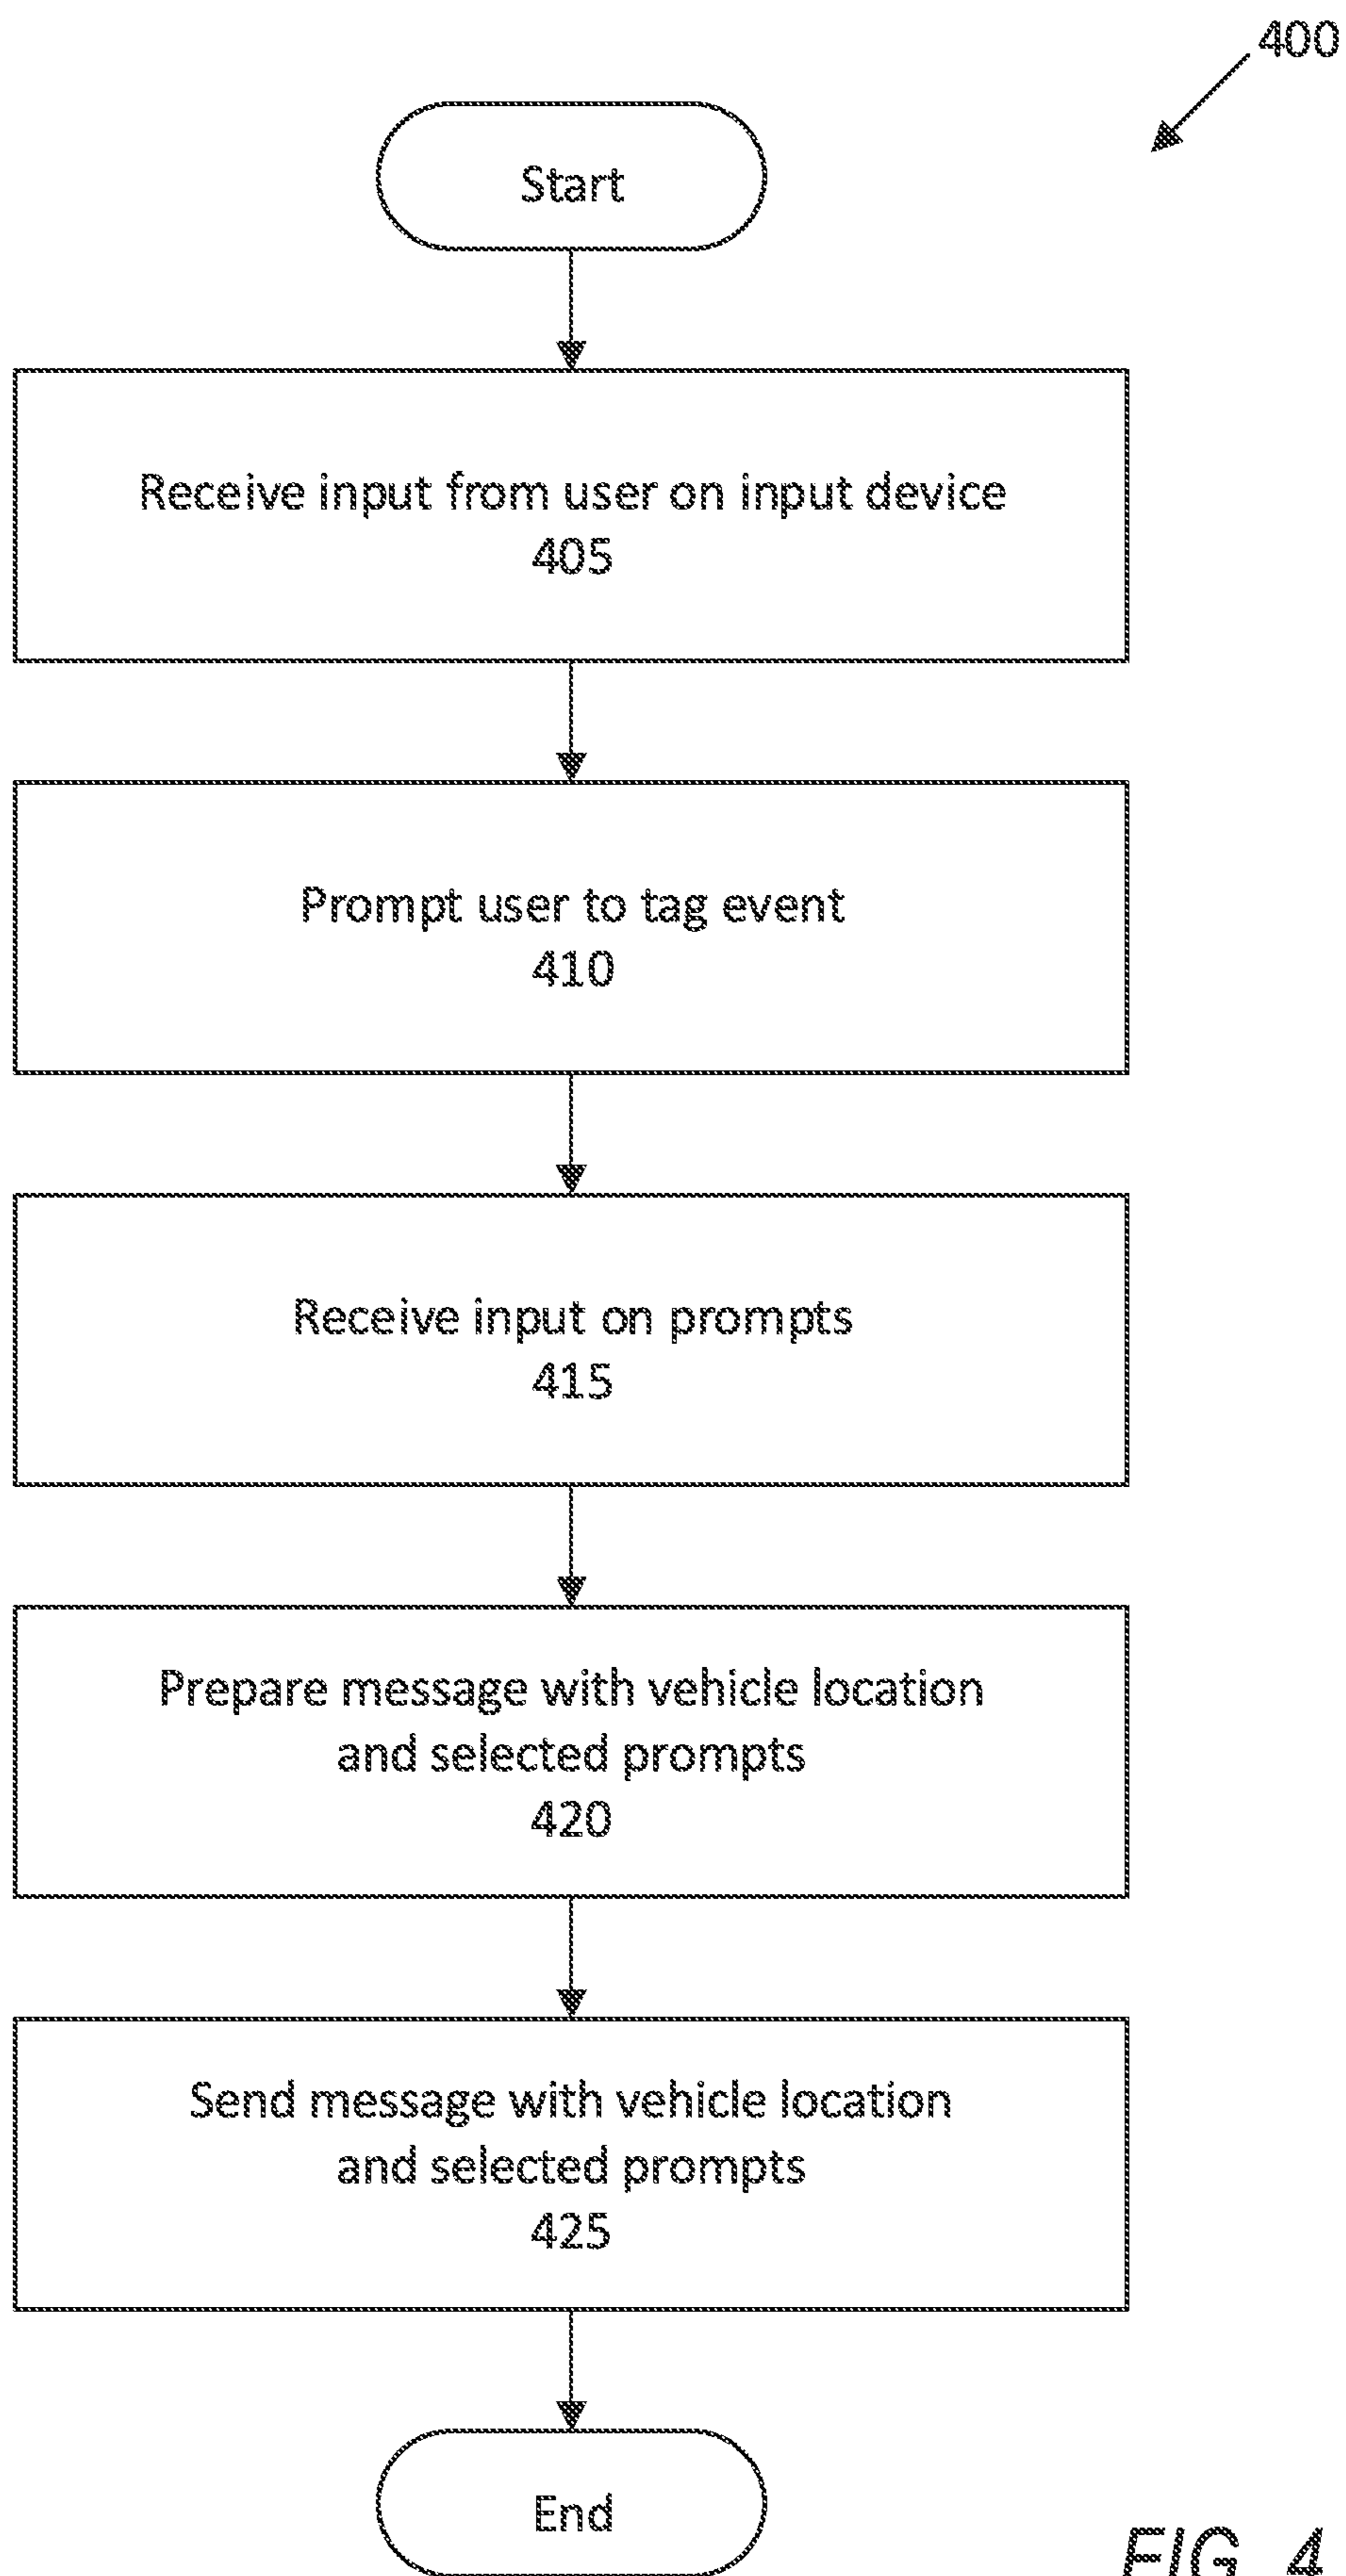 400
Start
Receive input from user on input device
405
Prompt user to tag event
410
Receive input on prompts
415
Prepare message with vehicle location
and selected prompts
420
Send message with vehicle location
and selected prompts
425
End
FIG. 4